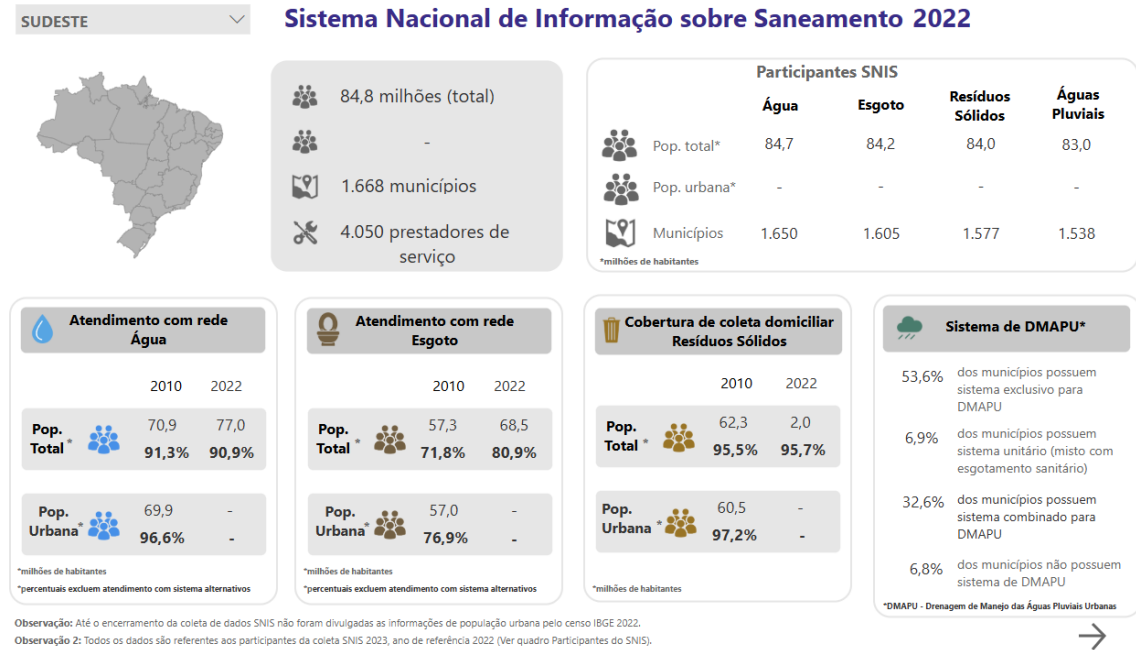 SUDESTE
Sistema Nacional de Informação sobre Saneamento 2022
84,8 milhões (total)
-
1.668 municípios
4.050 prestadores de
serviço
Participantes SNIS
Água Esgoto Resíduos Sólidos Águas Pluviais
Pop. total* 84,7 84,2 84,0 83,0
Pop. urbana* - - - -
Municípios 1.650 1.605 1.577 1.538
*milhões de habitantes
Atendimento com rede
Água
2010 2022
Pop. Total * 70,9 77,0
91,3% 90,9%
Pop. Urbana * 69,9 -
96,6% -
*milhões de habitantes
*percentuais excluem atendimento com sistema alternativos
Atendimento com rede
Esgoto
2010 2022
Pop. Total * 57,3 68,5
71,8% 80,9%
Pop. Urbana * 57,0 -
76,9% -
*milhões de habitantes
*percentuais excluem atendimento com sistema alternativos
Cobertura de coleta domiciliar
Resíduos Sólidos
2010 2022
Pop. Total * 62,3 2,0
95,5% 95,7%
Pop. Urbana * 60,5 -
97,2% -
*milhões de habitantes
Sistema de DMAPU*
53,6% dos municípios possuem
sistema exclusivo para
DMAPU
6,9% dos municípios possuem
sistema unitário (misto com
esgotamento sanitário)
32,6% dos municípios possuem
sistema combinado para
DMAPU
6,8% dos municípios não possuem
sistema de DMAPU
*DMAPU - Drenagem de Manejo das Águas Pluviais Urbanas
Observação: Até o encerramento da coleta de dados SNIS não foram divulgadas as informações de população urbana pelo censo IBGE 2022.
Observação 2: Todos os dados são referentes aos participantes da coleta SNIS 2023, ano de referência 2022 (Ver quadro Participantes do SNIS).